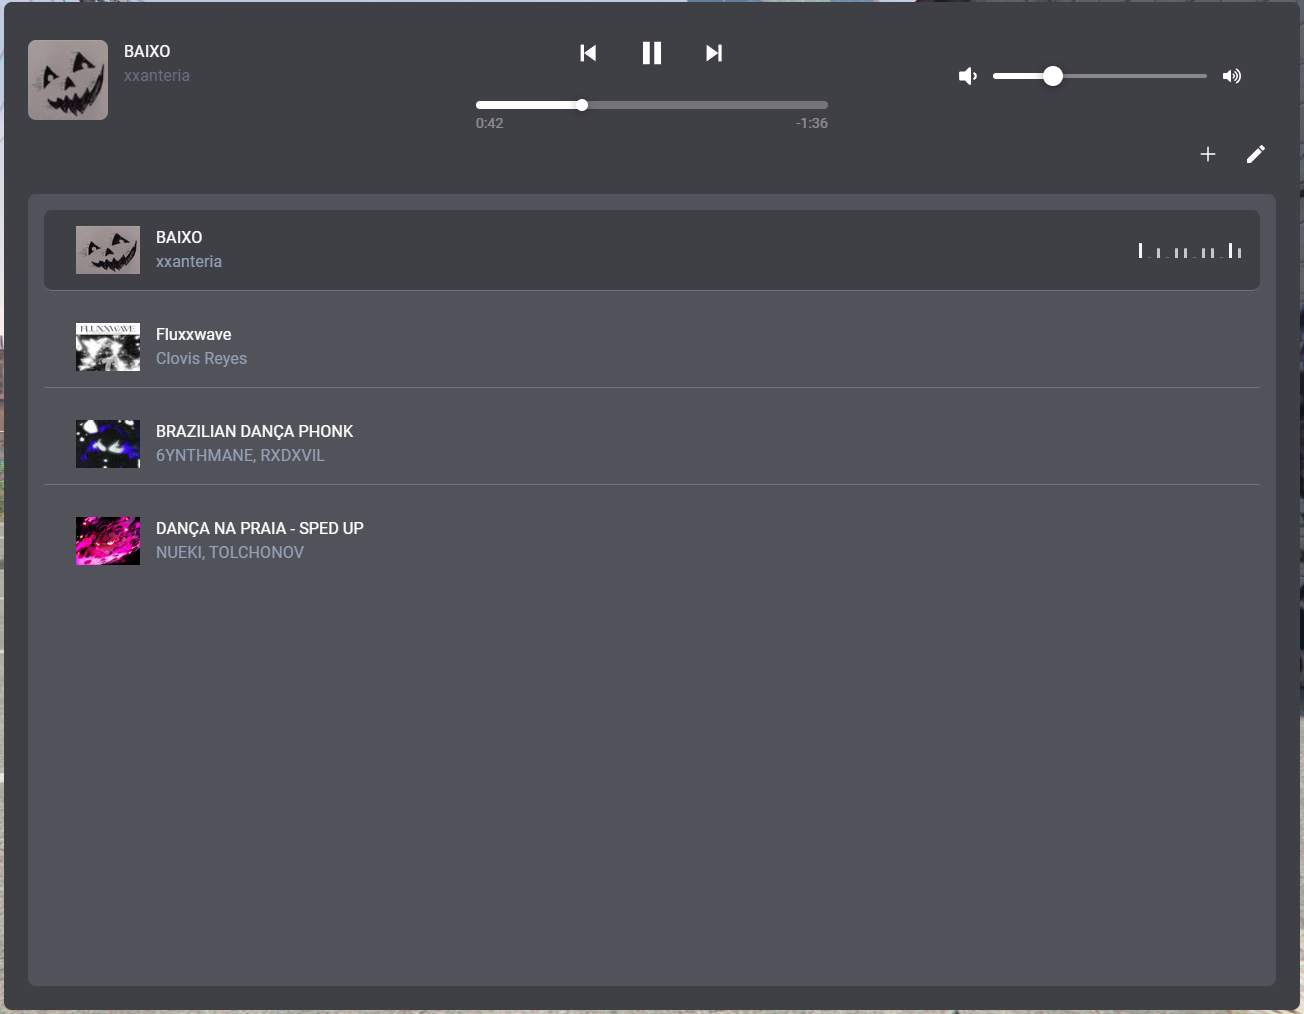 BAIXO
xxanteria
0:42
-1:36
BAIXO
xxanteria
FLUXXWAVE
Fluxxwave
Clovis Reyes
BRAZILIAN DANÇA PHONK
6YNTHMANE, RXDXVIL
DANÇA NA PRAIA - SPED UP
NUEKI, TOLCHONOV